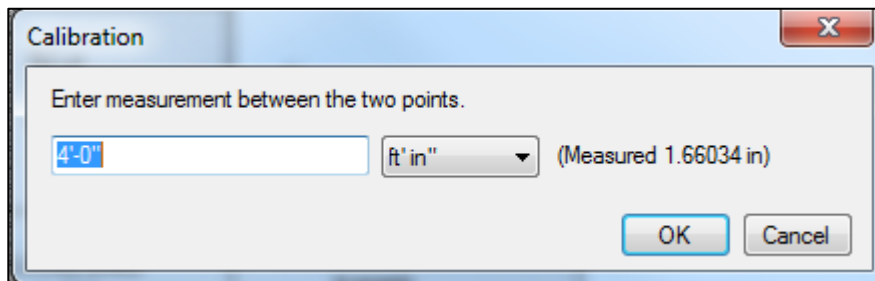 Calibration
Enter measurement between the two points.
4'-0" ft' in" (Measured 1.66034 in)
OK Cancel